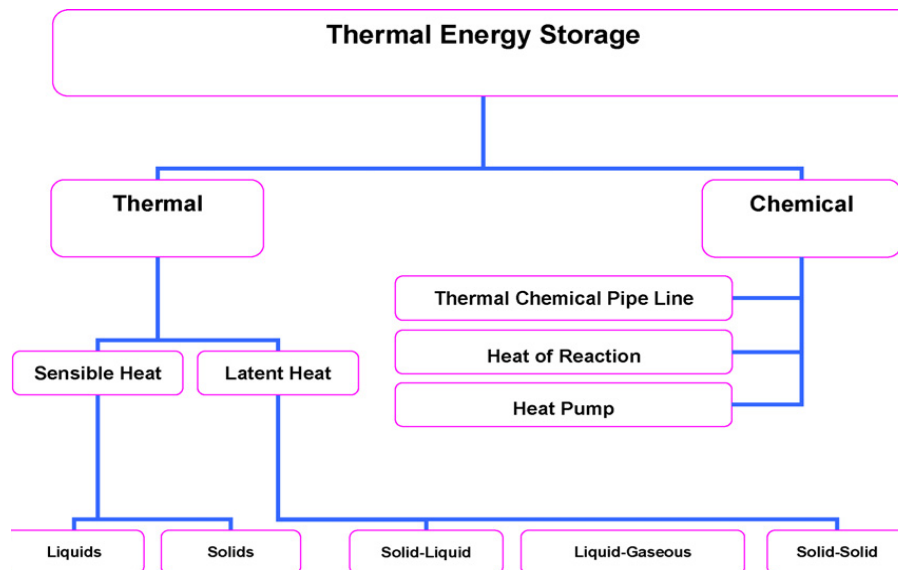 Thermal Energy Storage
Thermal
Chemical
Thermal Chemical Pipe Line
Heat of Reaction
Heat Pump
Sensible Heat
Latent Heat
Liquids
Solids
Solid-Liquid
Liquid-Gaseous
Solid-Solid